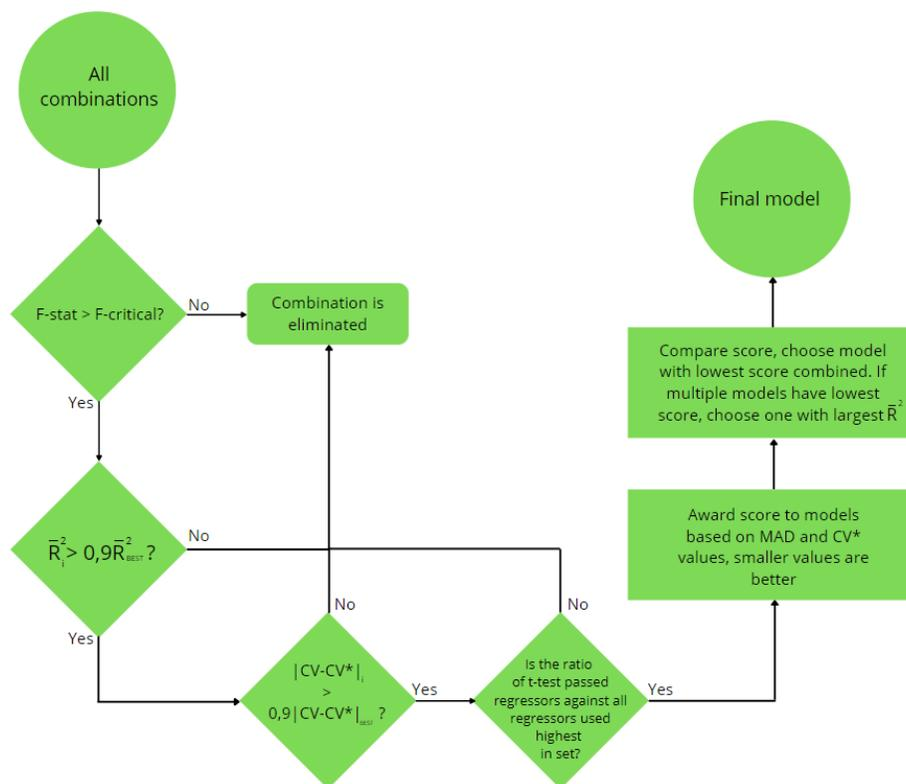 All
combinations
F-stat > F-critical?
No
Combination is
eliminated
Yes
R̄²ᵢ > 0,9R̄²BEST ?
No
Yes
|CV-CV*|ᵢ
>
0,9|CV-CV*|BEST ?
No
Yes
Is the ratio
of t-test passed
regressors against all
regressors used
highest
in set?
No
Yes
Award score to models
based on MAD and CV*
values, smaller values are
better
Compare score, choose model
with lowest score combined. If
multiple models have lowest
score, choose one with largest R̄²
Final model